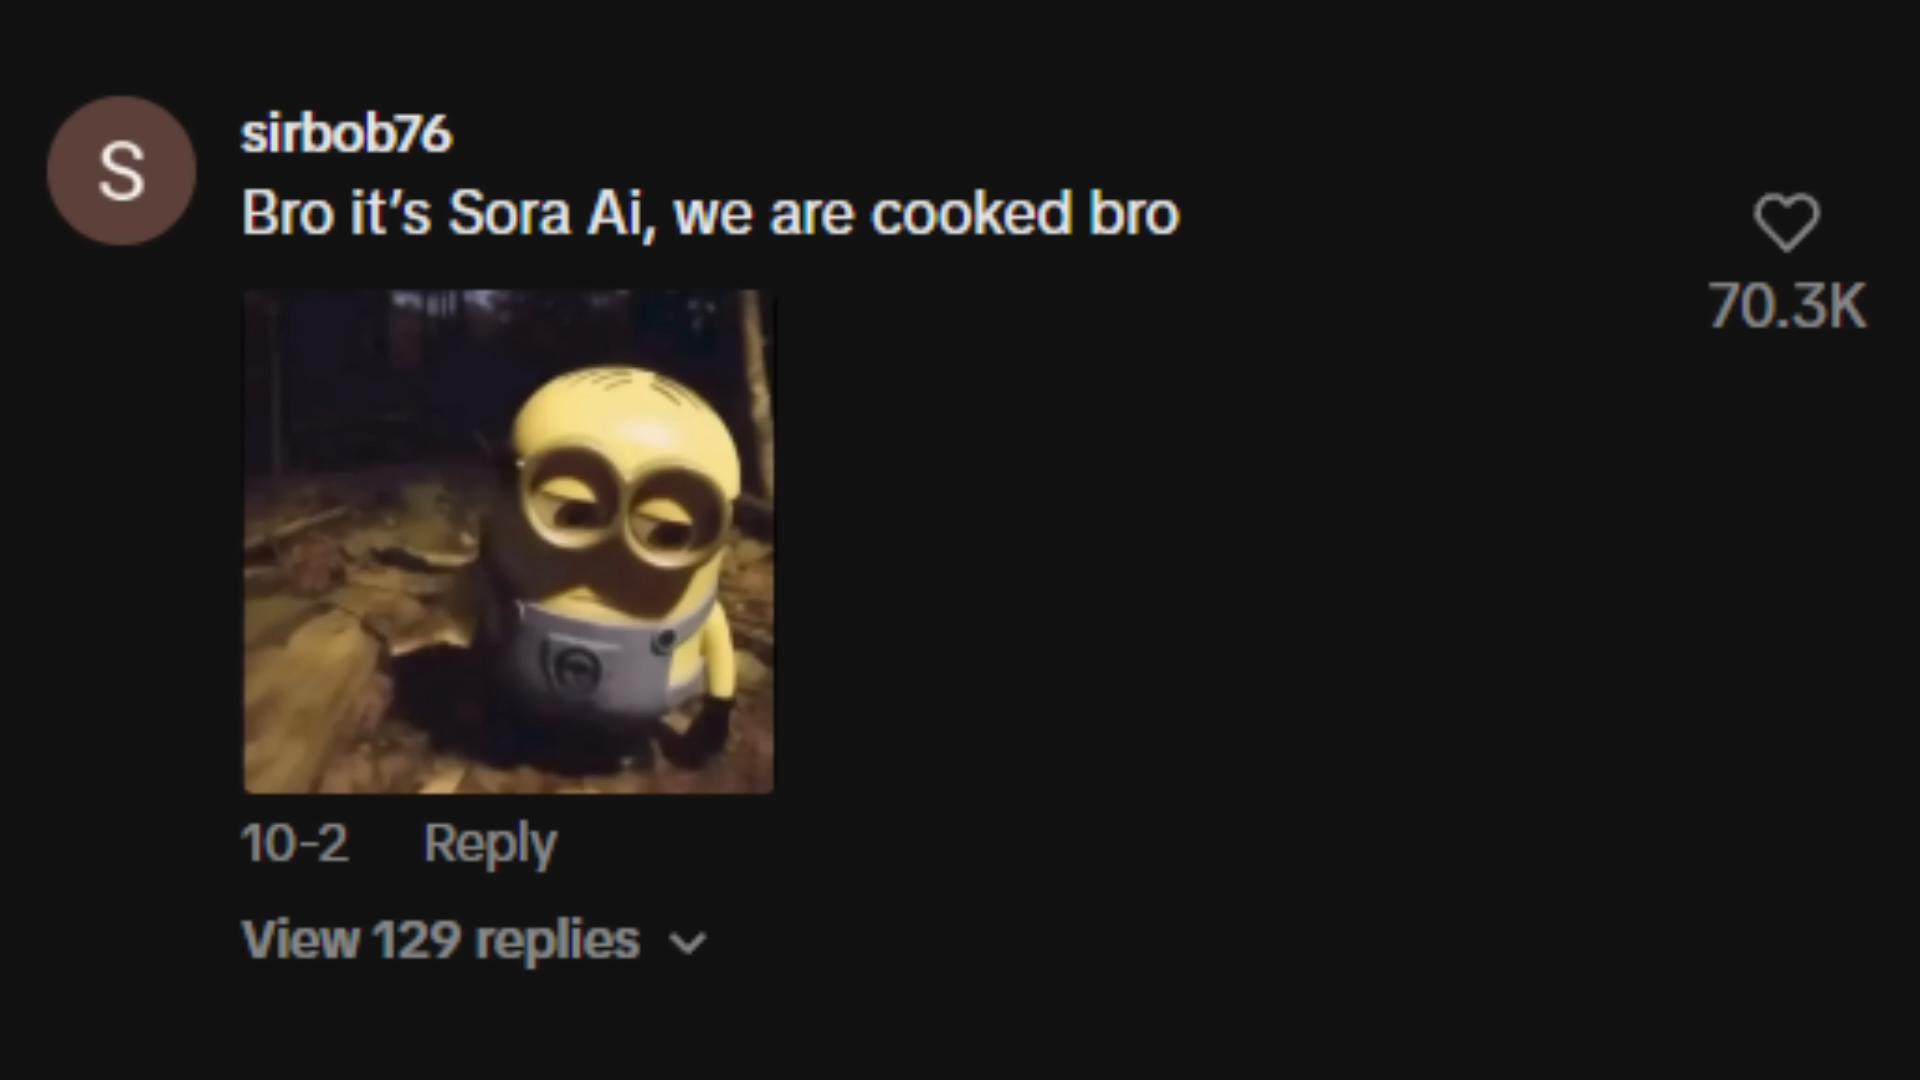 S
sirbob76
Bro it’s Sora Ai, we are cooked bro
70.3K
10-2 Reply
View 129 replies